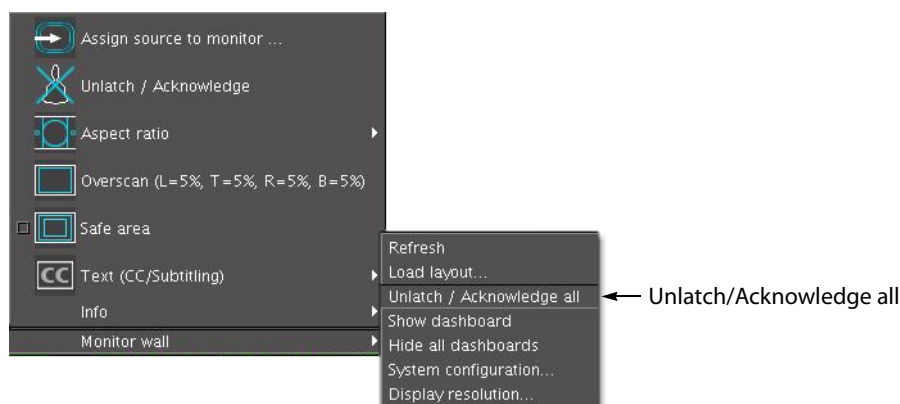 Assign source to monitor ...
Unlatch / Acknowledge
Aspect ratio
Overscan (L=5%, T=5%, R=5%, B=5%)
Safe area
CC Text (CC/Subtitling)
Info
Monitor wall
Refresh
Load layout...
Unlatch / Acknowledge all
Show dashboard
Hide all dashboards
System configuration...
Display resolution...
Unlatch/Acknowledge all